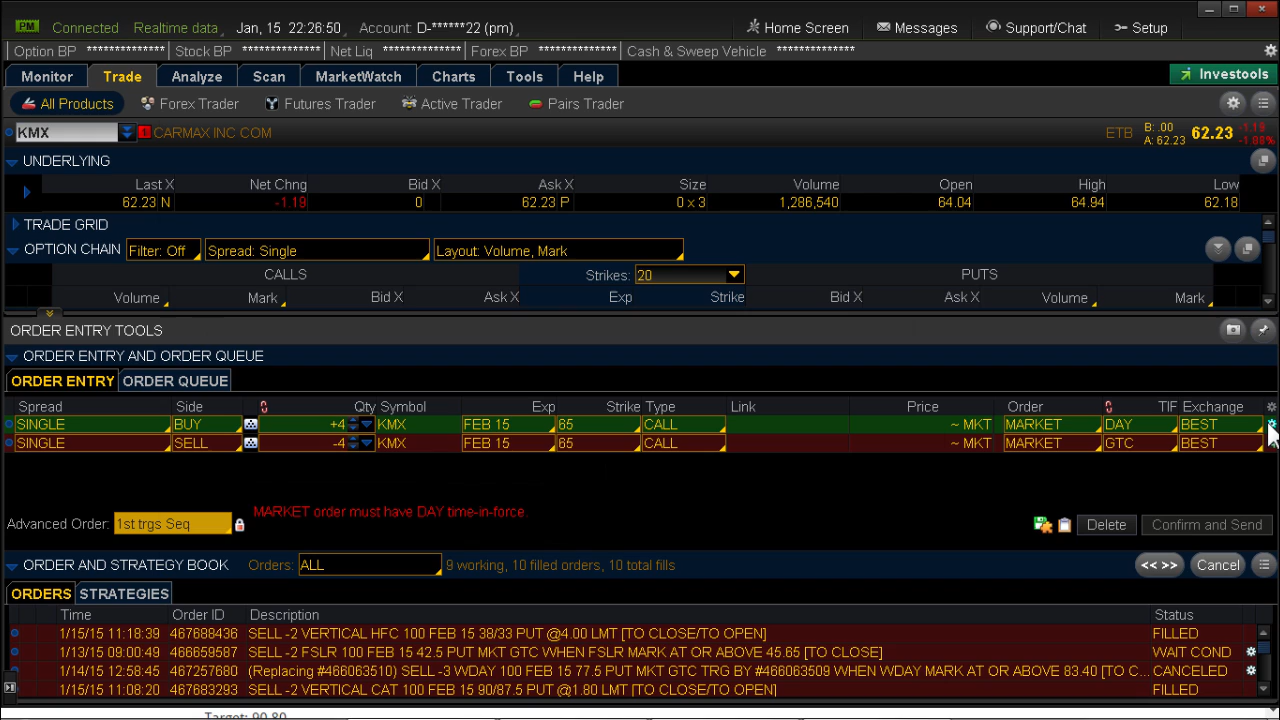 PM Connected Realtime data Jan, 15 22:26:50 Account: D-******22 (pm) Home Screen Messages Support/Chat Setup
Option BP ************** Stock BP ************** Net Liq ************** Forex BP ************** Cash & Sweep Vehicle **************
Monitor Trade Analyze Scan MarketWatch Charts Tools Help Investools
All Products Forex Trader Futures Trader Active Trader Pairs Trader
KMX 1 CARMAX INC COM ETB B: .00 A: 62.23 62.23 -1.19 -1.88%
UNDERLYING
Last X Net Chng Bid X Ask X Size Volume Open High Low
62.23 N -1.19 0 62.23 P 0 x 3 1,286,540 64.04 64.94 62.18
TRADE GRID
OPTION CHAIN Filter: Off Spread: Single Layout: Volume, Mark
CALLS Strikes: 20 PUTS
Volume Mark Bid X Ask X Exp Strike Bid X Ask X Volume Mark
ORDER ENTRY TOOLS
ORDER ENTRY AND ORDER QUEUE
ORDER ENTRY ORDER QUEUE
Spread Side Qty Symbol Exp Strike Type Link Price Order TIF Exchange
SINGLE BUY +4 KMX FEB 15 65 CALL ~ MKT MARKET DAY BEST
SINGLE SELL -4 KMX FEB 15 65 CALL ~ MKT MARKET GTC BEST
MARKET order must have DAY time-in-force
Advanced Order: 1st trgs Seq Delete Confirm and Send
ORDER AND STRATEGY BOOK Orders: ALL 9 working, 10 filled orders, 10 total fills << >> Cancel
ORDERS STRATEGIES
Time Order ID Description Status
1/15/15 11:18:39 467688436 SELL -2 VERTICAL HFC 100 FEB 15 38/33 PUT @4.00 LMT [TO CLOSE/TO OPEN] FILLED
1/13/15 09:00:49 466659587 SELL -2 FSLR 100 FEB 15 42.5 PUT MKT GTC WHEN FSLR MARK AT OR ABOVE 45.65 [TO CLOSE] WAIT COND
1/14/15 12:58:45 467257680 (Replacing #466063510) SELL -3 WDAY 100 FEB 15 77.5 PUT MKT GTC TRG BY #466063509 WHEN WDAY MARK AT OR ABOVE 83.40 [TO C... CANCELED
1/15/15 11:08:20 467683293 SELL -2 VERTICAL CAT 100 FEB 15 90/87.5 PUT @1.80 LMT [TO CLOSE/TO OPEN] FILLED
Target: 90.80